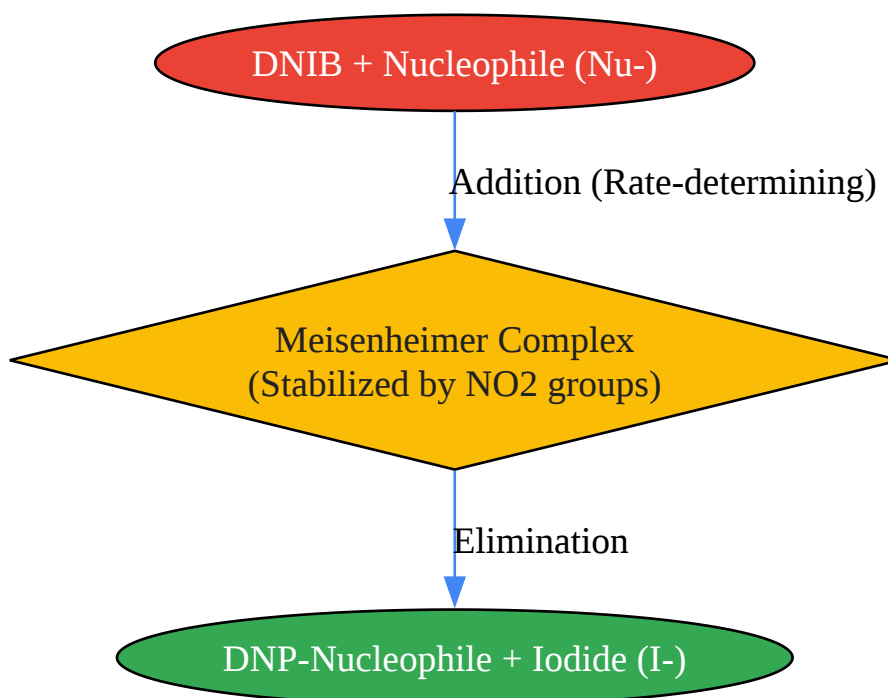 DNIB + Nucleophile (Nu-)
Addition (Rate-determining)
Meisenheimer Complex
(Stabilized by NO2 groups)
Elimination
DNP-Nucleophile + Iodide (I-)